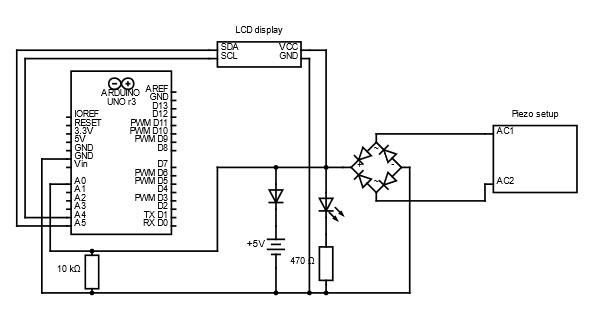 LCD display
SDA VCC
SCL GND
ARDUINO
UNO r3
AREF
GND
D13
IOREF D12
RESET PWM D11
3.3V PWM D10
5V PWM D9
GND D8
GND
Vin D7
PWM D6
A0 PWM D5
A1 D4
A2 PWM D3
A3 D2
A4 TX D1
A5 RX D0
Piezo setup
AC1
AC2
~
+ -
~
+5V
470 Ω
10 kΩ